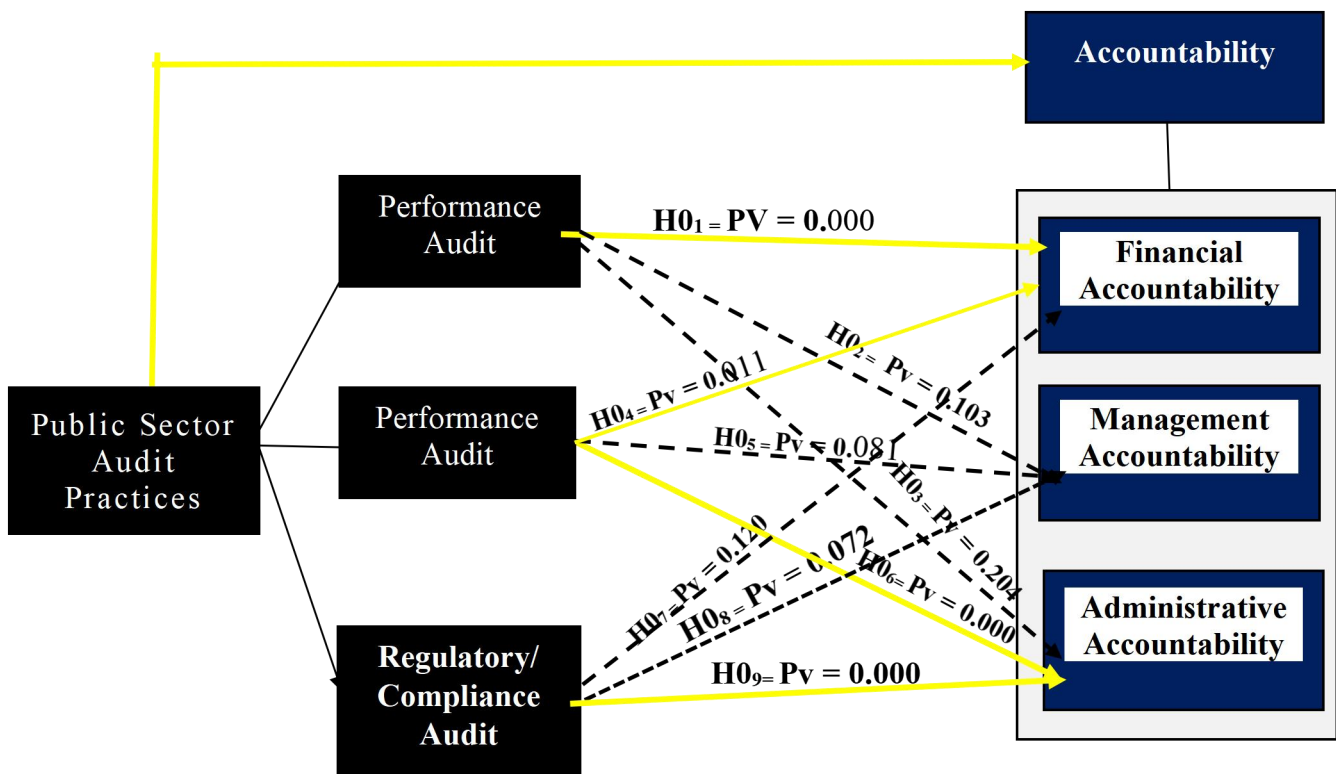 Accountability
Performance
Audit
H0₁ = PV = 0.000
Financial
Accountability
H0₂= Pv = 0.103
H0₄= Pv = 0.011
Public Sector
Audit
Practices
Performance
Audit
H0₅= Pv = 0.081
Management
Accountability
H0₃= Pv = 0.204
H0₇= Pv = 0.120
H0₈= Pv = 0.072
H0₆= Pv = 0.000
Regulatory/
Compliance
Audit
H0₉= Pv = 0.000
Administrative
Accountability